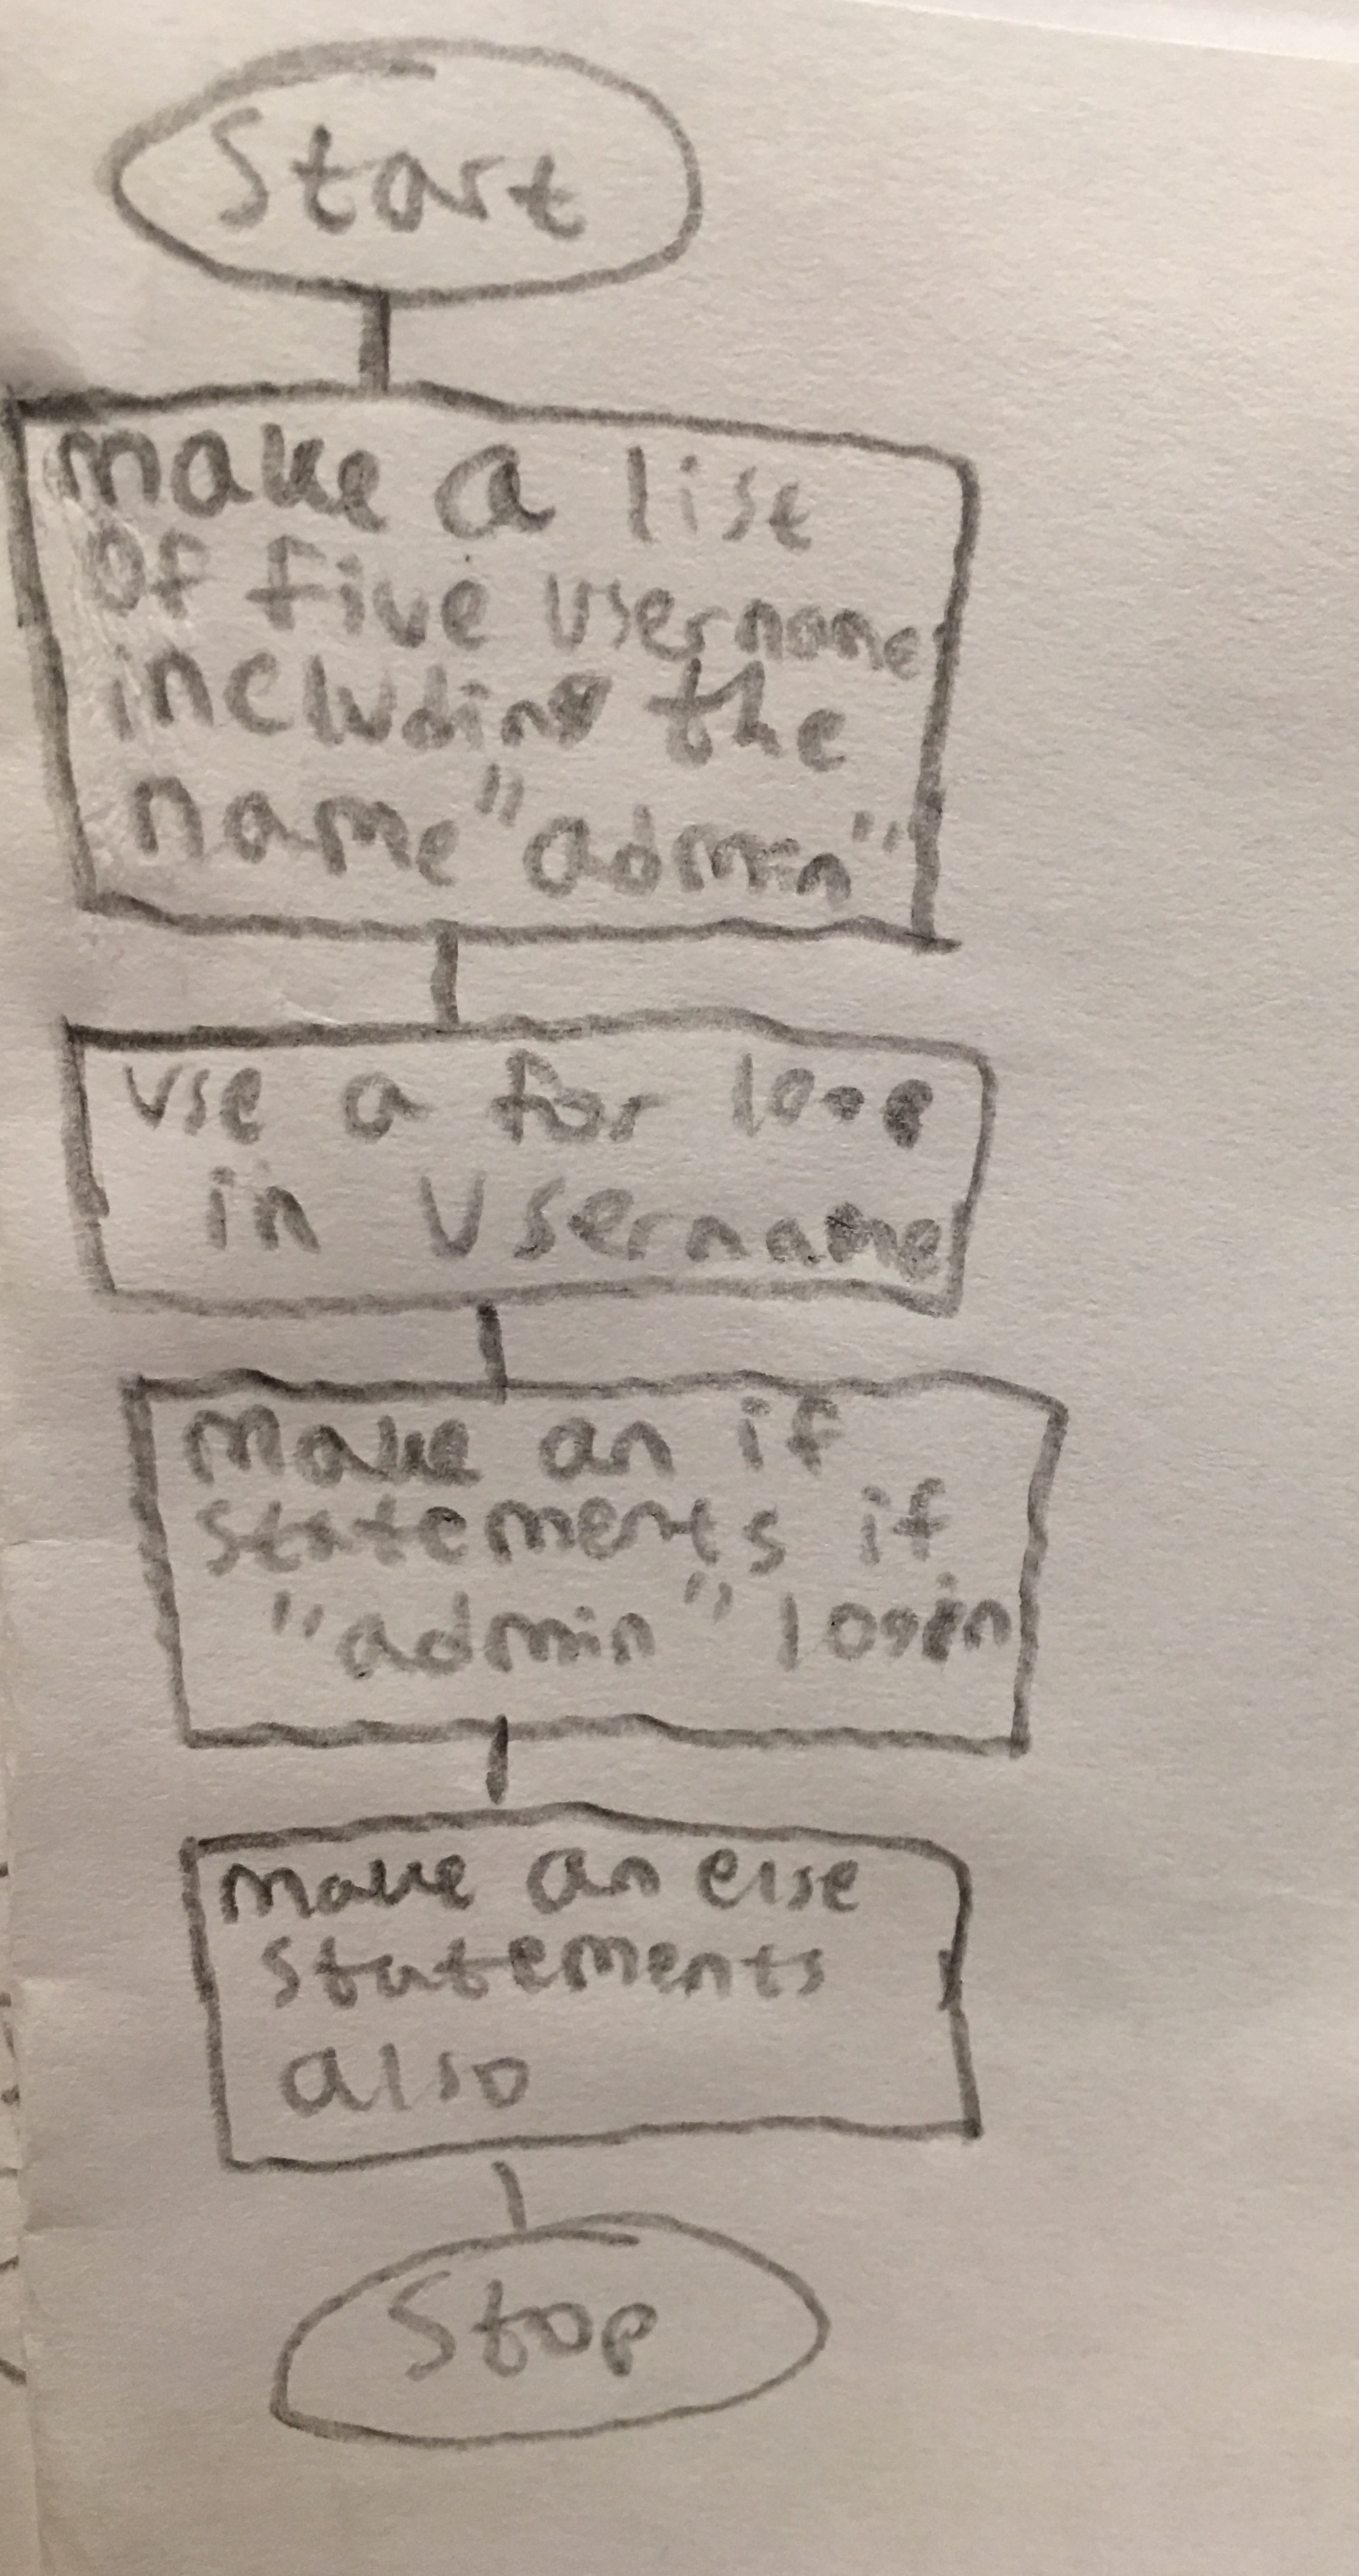 Start
make a list
of five username
including the
name "admin"
use a for loop
in Username
Make an if
statements if
"admin" login
make an else
statements
also
Stop